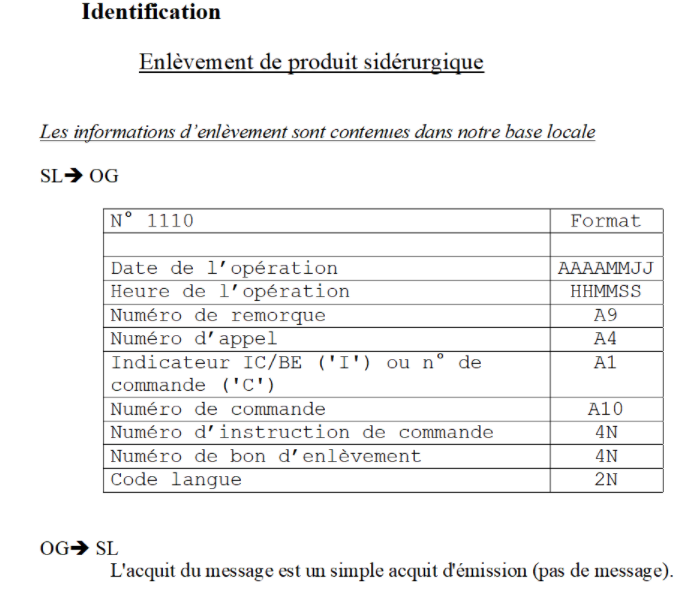 Identification
Enlèvement de produit sidérurgique
Les informations d'enlèvement sont contenues dans notre base locale
SL➔ OG
N° 1110 Format
Date de l'opération AAAAMMJJ
Heure de l'opération HHMMSS
Numéro de remorque A9
Numéro d'appel A4
Indicateur IC/BE ('I') ou n° de A1
commande ('C')
Numéro de commande A10
Numéro d'instruction de commande 4N
Numéro de bon d'enlèvement 4N
Code langue 2N
OG➔ SL
L'acquit du message est un simple acquit d'émission (pas de message).